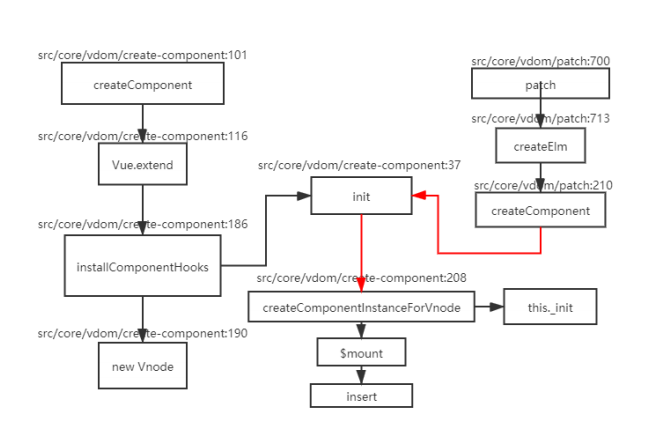 src/core/vdom/create-component:101
createComponent
src/core/vdom/create-component:116
Vue.extend
src/core/vdom/create-component:186
installComponentHooks
src/core/vdom/create-component:190
new Vnode
src/core/vdom/create-component:37
init
src/core/vdom/create-component:208
createComponentInstanceForVnode
this._init
$mount
insert
src/core/vdom/patch:700
patch
src/core/vdom/patch:713
createElm
src/core/vdom/patch:210
createComponent